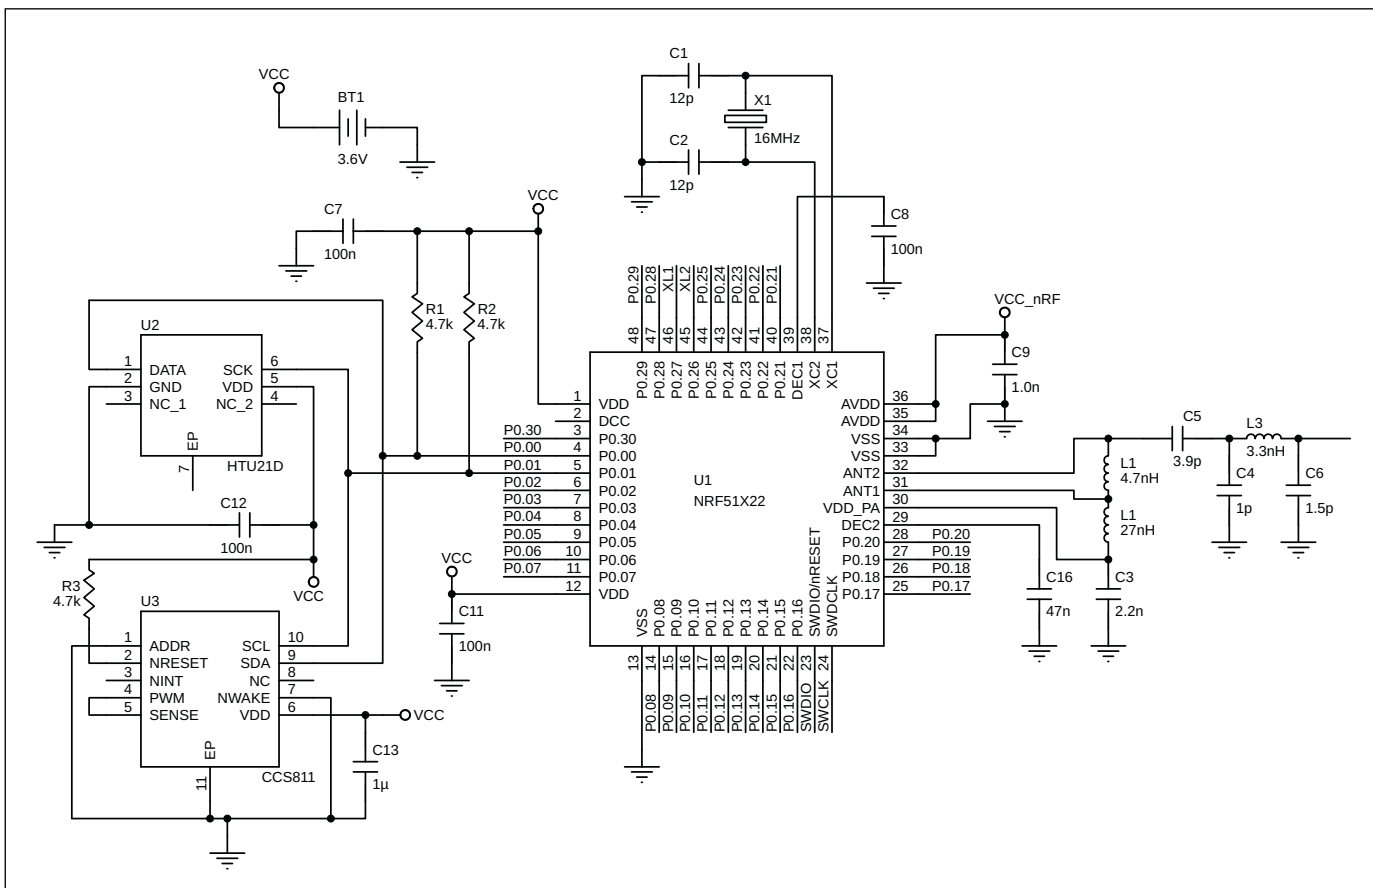 C1
12p
X1
16MHz
C2
12p
VCC
BT1
3.6V
VCC
C7
100n
R1
4.7k
R2
4.7k
C8
100n
VCC_nRF
C9
1.0n
U2
1 DATA SCK 6
2 GND VDD 5
3 NC_1 NC_2 4
EP
7
HTU21D
C12
100n
R3
4.7k
VCC
U3
1 ADDR SCL 10
2 NRESET SDA 9
3 NINT NC 8
4 PWM NWAKE 7
5 SENSE VDD 6
EP
11
CCS811
VCC
C13
1µ
VCC
C11
100n
P0.29 P0.28 XL1 XL2 P0.25 P0.24 P0.23 P0.22 P0.21
48 47 46 45 44 43 42 41 40 39 38 37
P0.29 P0.28 P0.27 P0.26 P0.25 P0.24 P0.23 P0.22 P0.21 DEC1 XC2 XC1
1 VDD
2 DCC
P0.30 3 P0.30
P0.00 4 P0.00
P0.01 5 P0.01
P0.02 6 P0.02
P0.03 7 P0.03
P0.04 8 P0.04
P0.05 9 P0.05
P0.06 10 P0.06
P0.07 11 P0.07
12 VDD
U1
NRF51X22
AVDD 36
AVDD 35
VSS 34
VSS 33
ANT2 32
ANT1 31
VDD_PA 30
DEC2 29
P0.20 28 P0.20
P0.19 27 P0.19
P0.18 26 P0.18
P0.17 25 P0.17
VSS P0.08 P0.09 P0.10 P0.11 P0.12 P0.13 P0.14 P0.15 P0.16 SWDIO/nRESET SWDCLK
13 14 15 16 17 18 19 20 21 22 23 24
P0.08 P0.09 P0.10 P0.11 P0.12 P0.13 P0.14 P0.15 P0.16 SWDIO SWCLK
C5
3.9p
L3
3.3nH
L1
4.7nH
C4
1p
C6
1.5p
L1
27nH
C16
47n
C3
2.2n